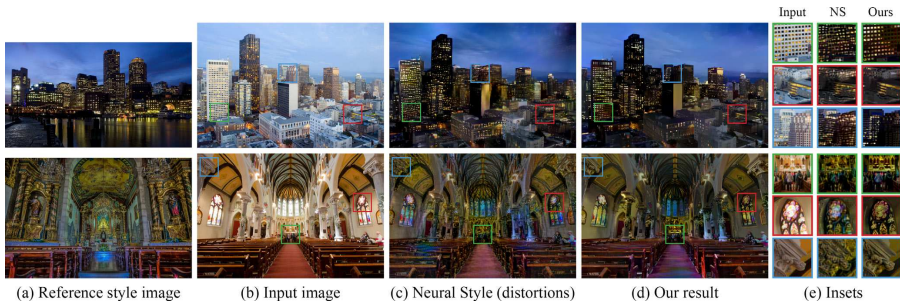 Input NS Ours
(a) Reference style image (b) Input image (c) Neural Style (distortions) (d) Our result (e) Insets